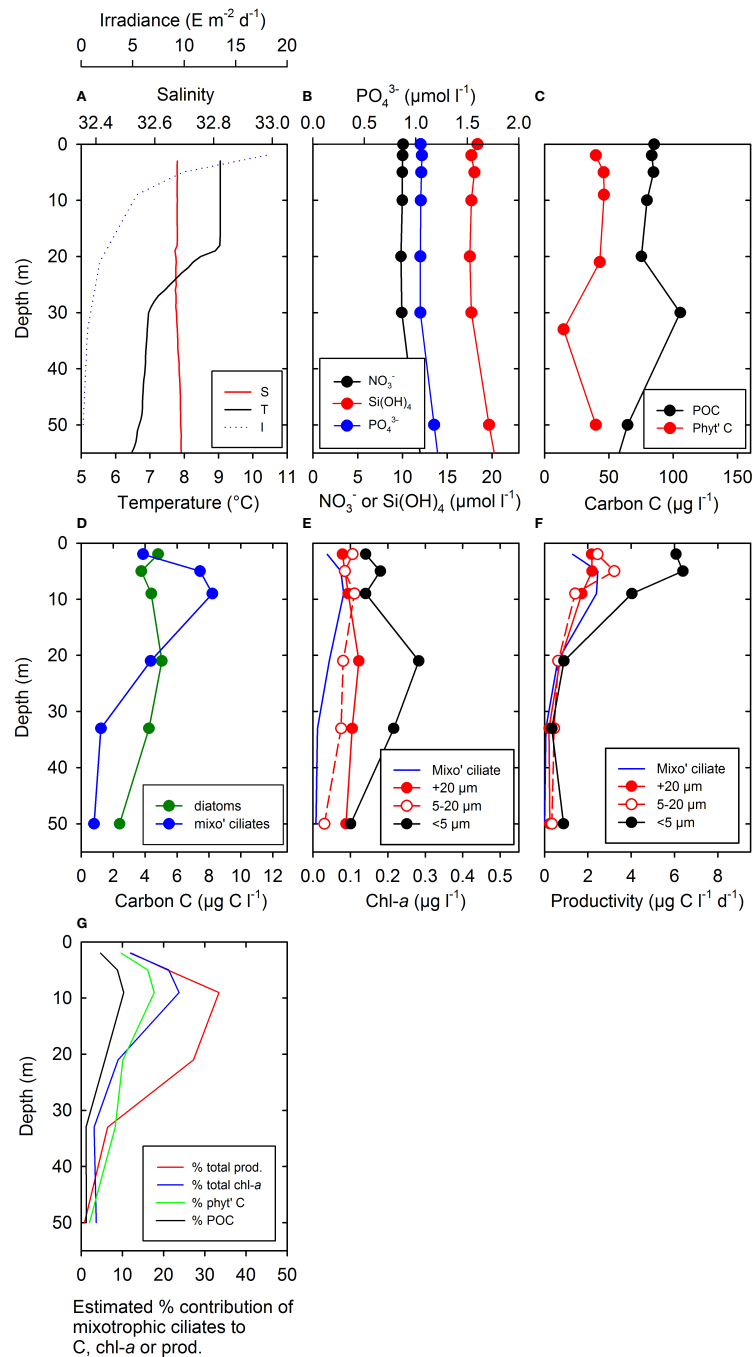 Irradiance (E m⁻² d⁻¹)
0 5 10 15 20
A Salinity
32.4 32.6 32.8 33.0
B PO₄³⁻ (µmol l⁻¹)
0.0 0.5 1.0 1.5 2.0
C
Depth (m)
0
10
20
30
40
50
S
T
I
NO₃⁻
Si(OH)₄
PO₄³⁻
POC
Phyt' C
5 6 7 8 9 10 11
0 5 10 15 20
0 50 100 150
Temperature (°C)
NO₃⁻ or Si(OH)₄ (µmol l⁻¹)
Carbon C (µg l⁻¹)
D E F
Depth (m)
0
10
20
30
40
50
diatoms
mixo' ciliates
Mixo' ciliate
+20 µm
5-20 µm
<5 µm
Mixo' ciliate
+20 µm
5-20 µm
<5 µm
0 2 4 6 8 10 12
0.0 0.1 0.2 0.3 0.4 0.5
0 2 4 6 8
Carbon C (µg C l⁻¹)
Chl-a (µg l⁻¹)
Productivity (µg C l⁻¹ d⁻¹)
G
Depth (m)
0
10
20
30
40
50
% total prod.
% total chl-a
% phyt' C
% POC
0 10 20 30 40 50
Estimated % contribution of
mixotrophic ciliates to
C, chl-a or prod.